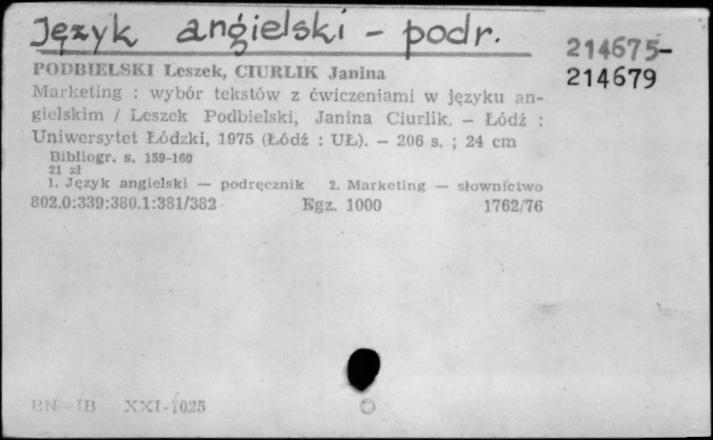 Język angielski - podr.
214675-
214679
PODBIELSKI Leszek, CIURLIK Janina
Marketing : wybór tekstów z ćwiczeniami w języku an-
gielskim / Leszek Podbielski, Janina Ciurlik. — Łódź :
Uniwersytet Łódzki, 1975 (Łódź : UŁ). — 206 s. ; 24 cm
Bibliogr. s. 159-160
21 zł
1. Język angielski — podręcznik 2. Marketing — słownictwo
802.0:339:380.1:381/382 Egz. 1000 1762/76
BN - IB XXI-1025